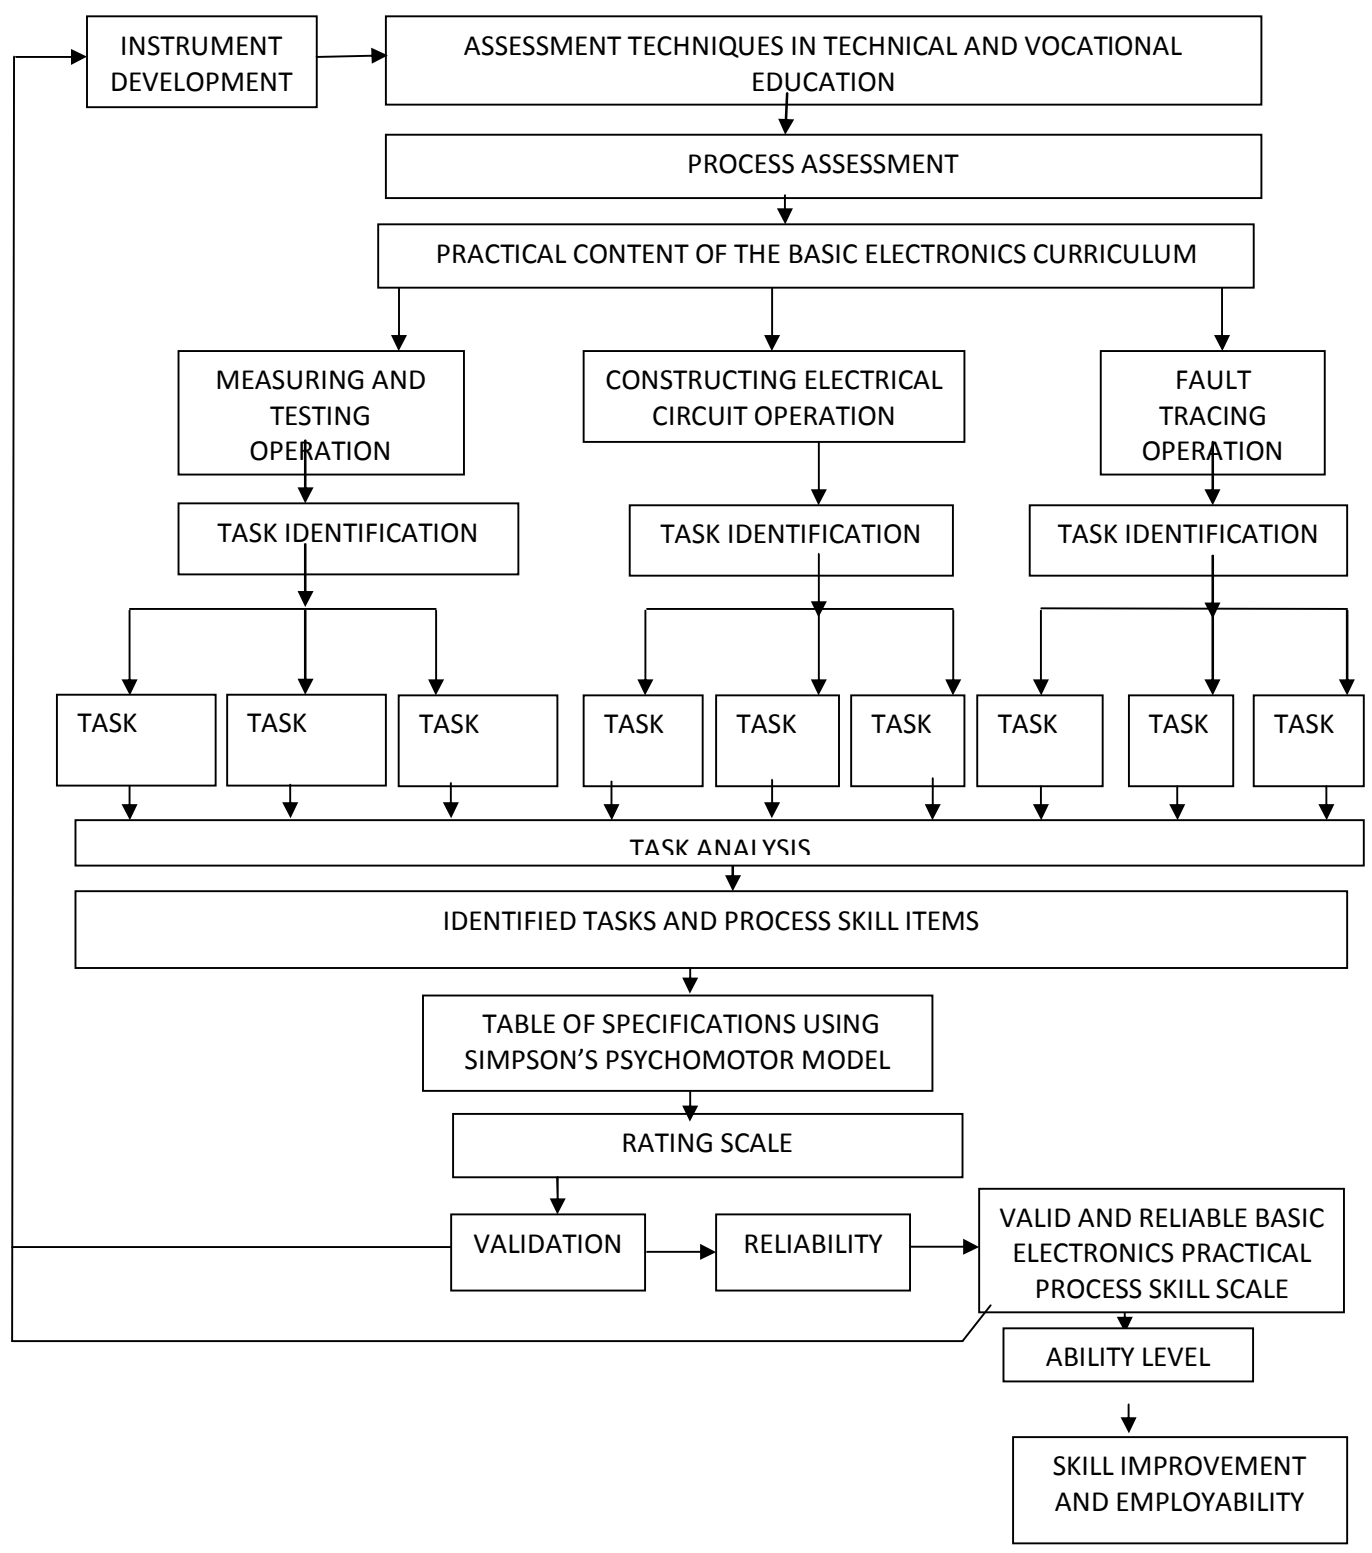 INSTRUMENT
DEVELOPMENT
ASSESSMENT TECHNIQUES IN TECHNICAL AND VOCATIONAL
EDUCATION
PROCESS ASSESSMENT
PRACTICAL CONTENT OF THE BASIC ELECTRONICS CURRICULUM
MEASURING AND
TESTING
OPERATION
CONSTRUCTING ELECTRICAL
CIRCUIT OPERATION
FAULT
TRACING
OPERATION
TASK IDENTIFICATION
TASK IDENTIFICATION
TASK IDENTIFICATION
TASK
TASK
TASK
TASK
TASK
TASK
TASK
TASK
TASK
TASK ANALYSIS
IDENTIFIED TASKS AND PROCESS SKILL ITEMS
TABLE OF SPECIFICATIONS USING
SIMPSON’S PSYCHOMOTOR MODEL
RATING SCALE
VALIDATION
RELIABILITY
VALID AND RELIABLE BASIC
ELECTRONICS PRACTICAL
PROCESS SKILL SCALE
ABILITY LEVEL
SKILL IMPROVEMENT
AND EMPLOYABILITY